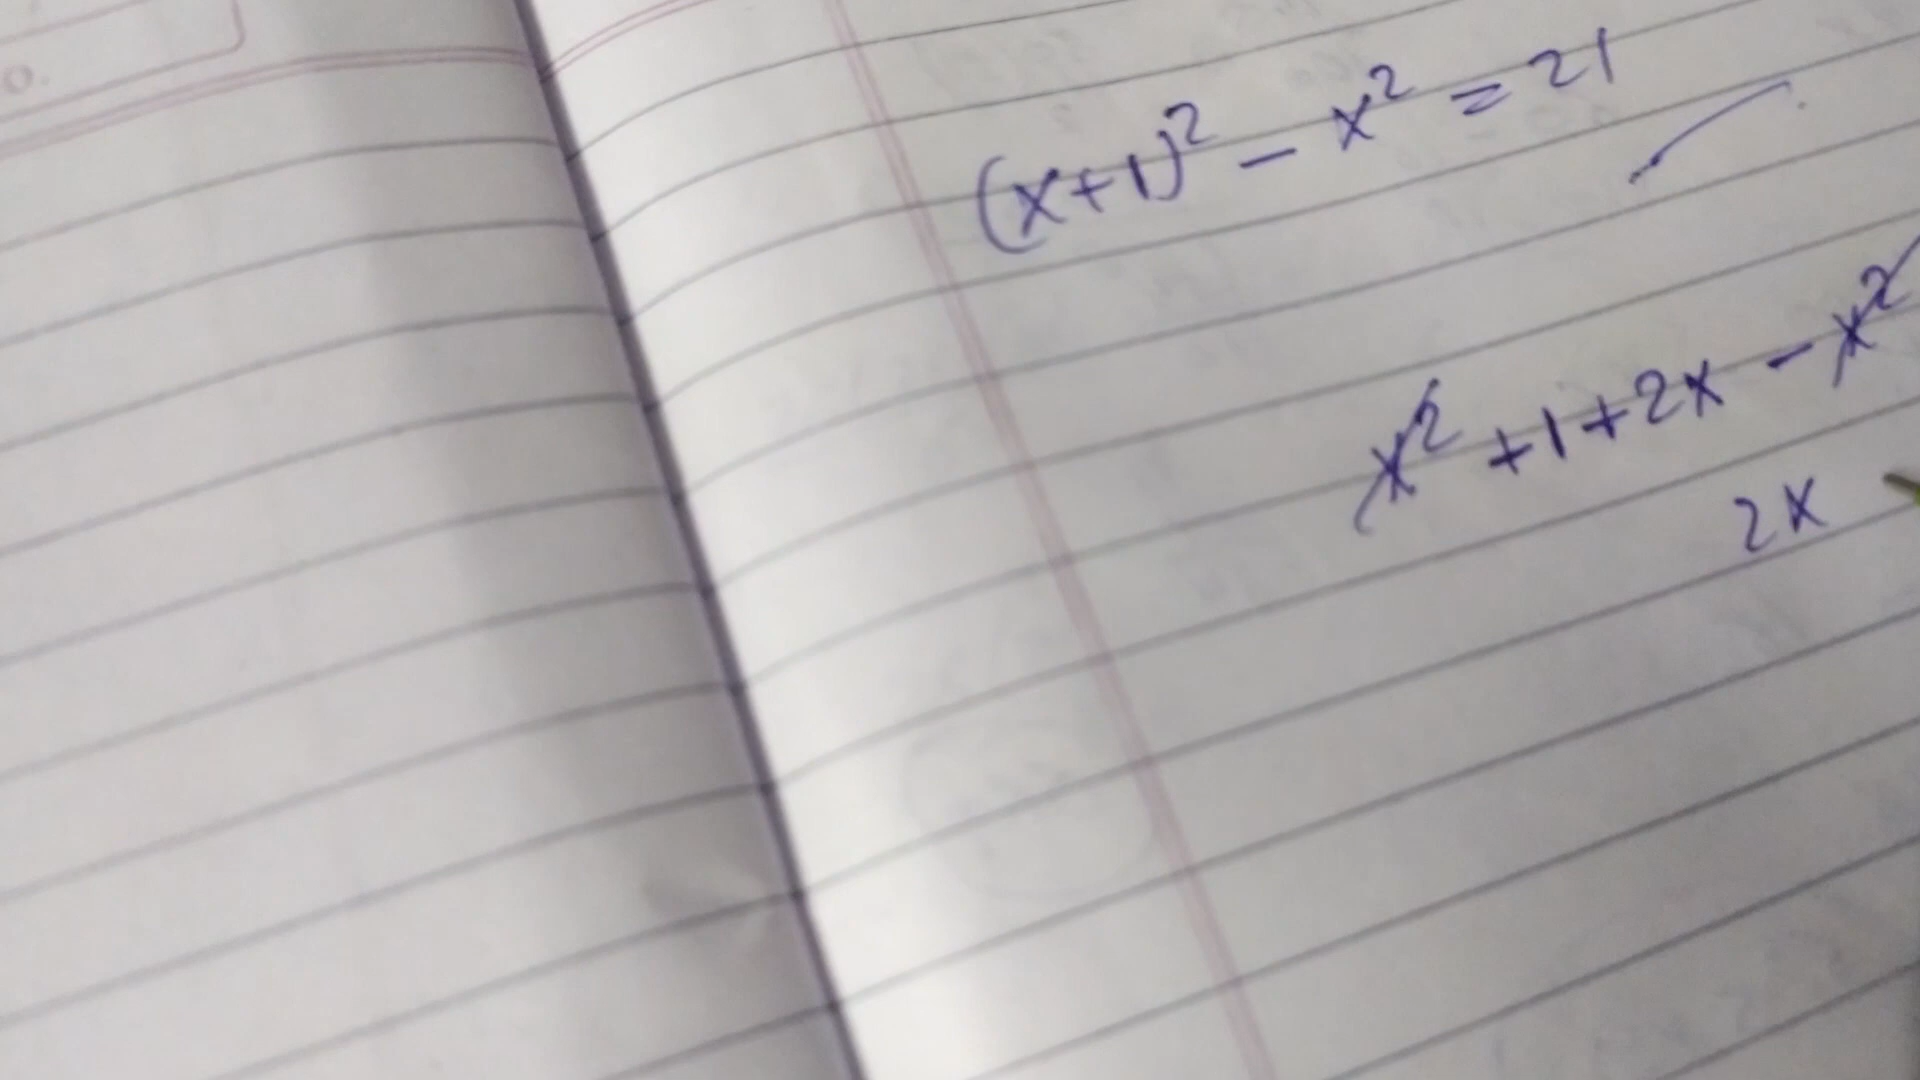 o.
(x+1)² - x² = 21
x² + 1 + 2x - x²
2x